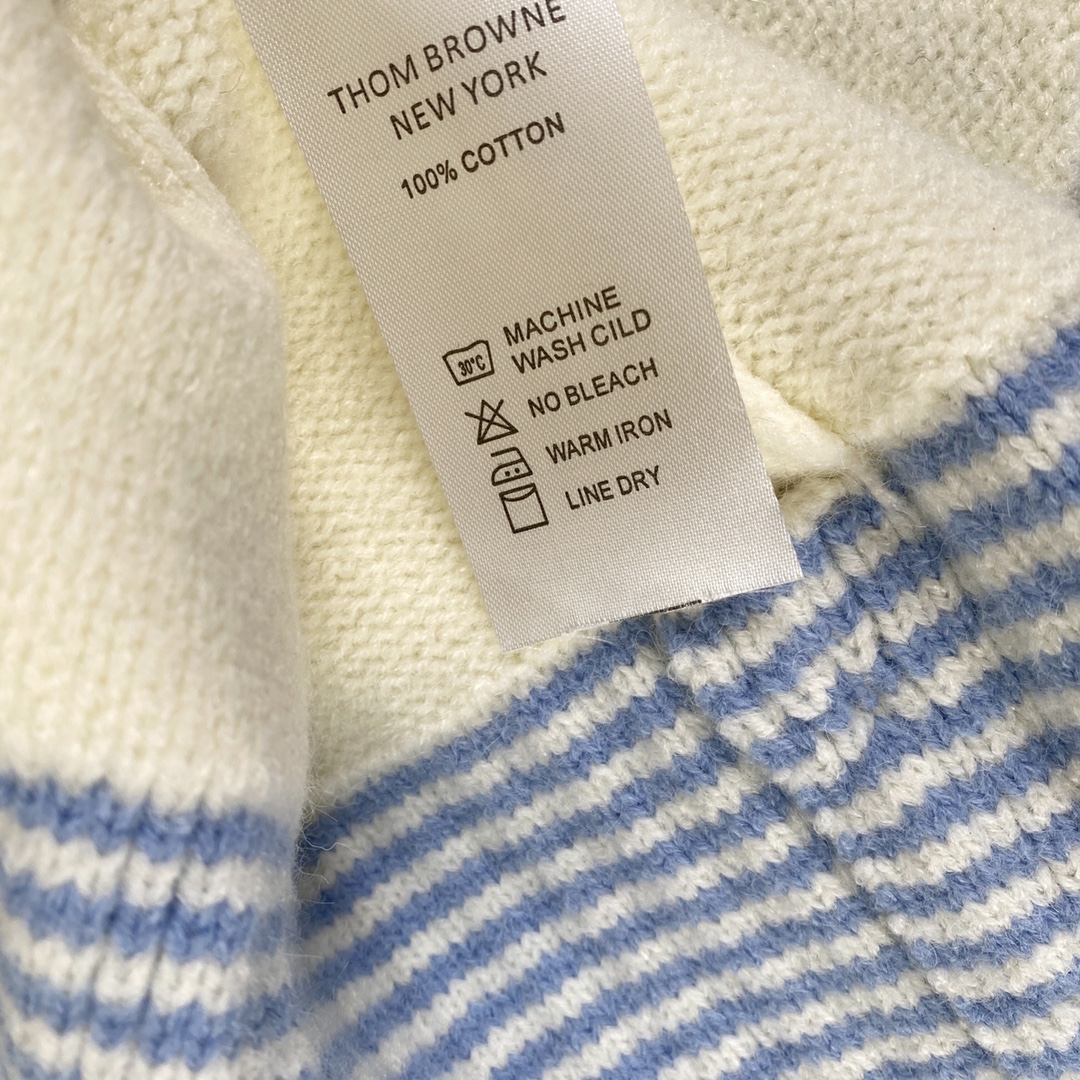 THOM BROWNE
NEW YORK
100% COTTON
30°C
MACHINE
WASH CILD
NO BLEACH
WARM IRON
LINE DRY